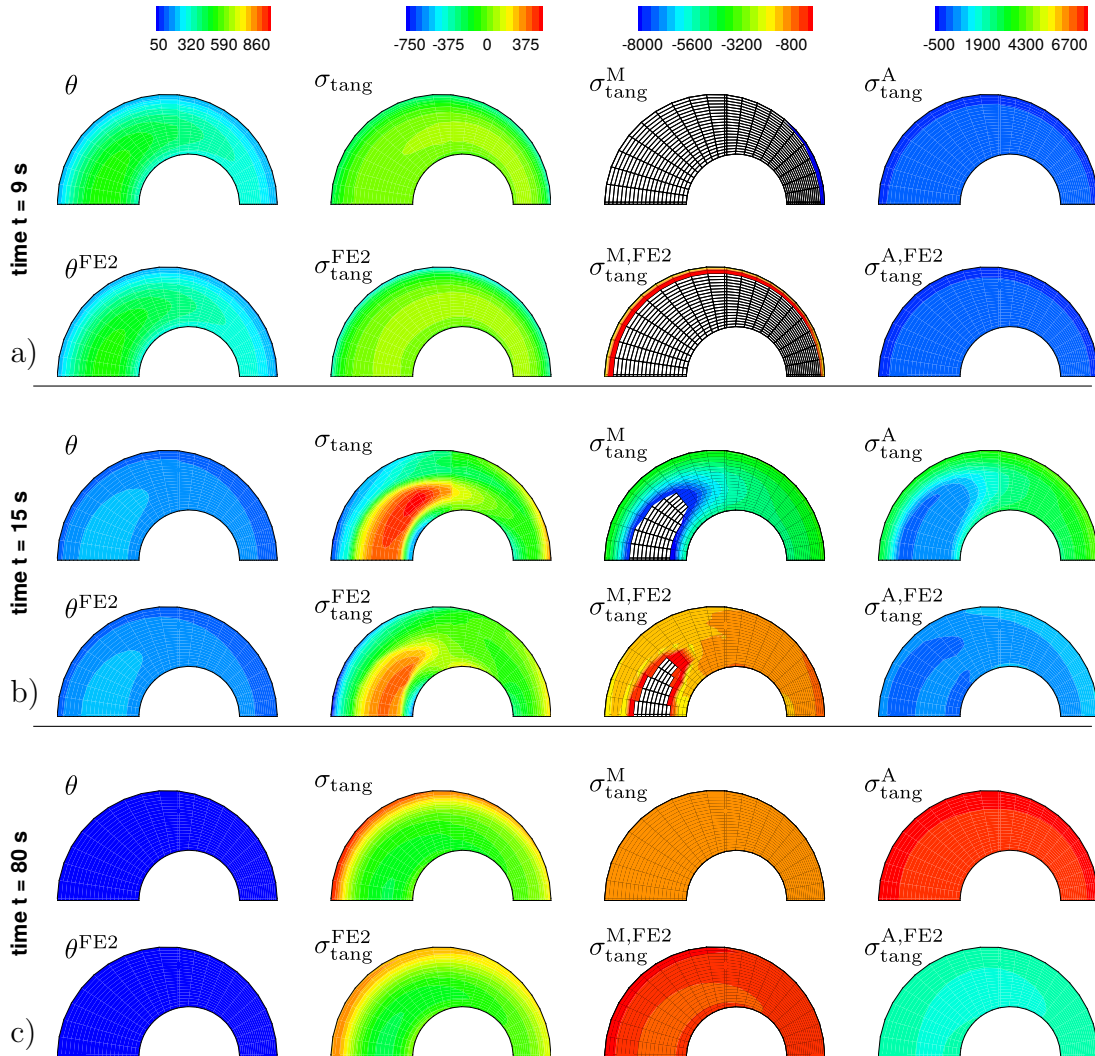 50 320 590 860
-750 -375 0 375
-8000 -5600 -3200 -800
-500 1900 4300 6700
time t = 9 s
θ
σ_tang
σ^M_tang
σ^A_tang
θ^FE2
σ^FE2_tang
σ^M,FE2_tang
σ^A,FE2_tang
a)
time t = 15 s
θ
σ_tang
σ^M_tang
σ^A_tang
θ^FE2
σ^FE2_tang
σ^M,FE2_tang
σ^A,FE2_tang
b)
time t = 80 s
θ
σ_tang
σ^M_tang
σ^A_tang
θ^FE2
σ^FE2_tang
σ^M,FE2_tang
σ^A,FE2_tang
c)